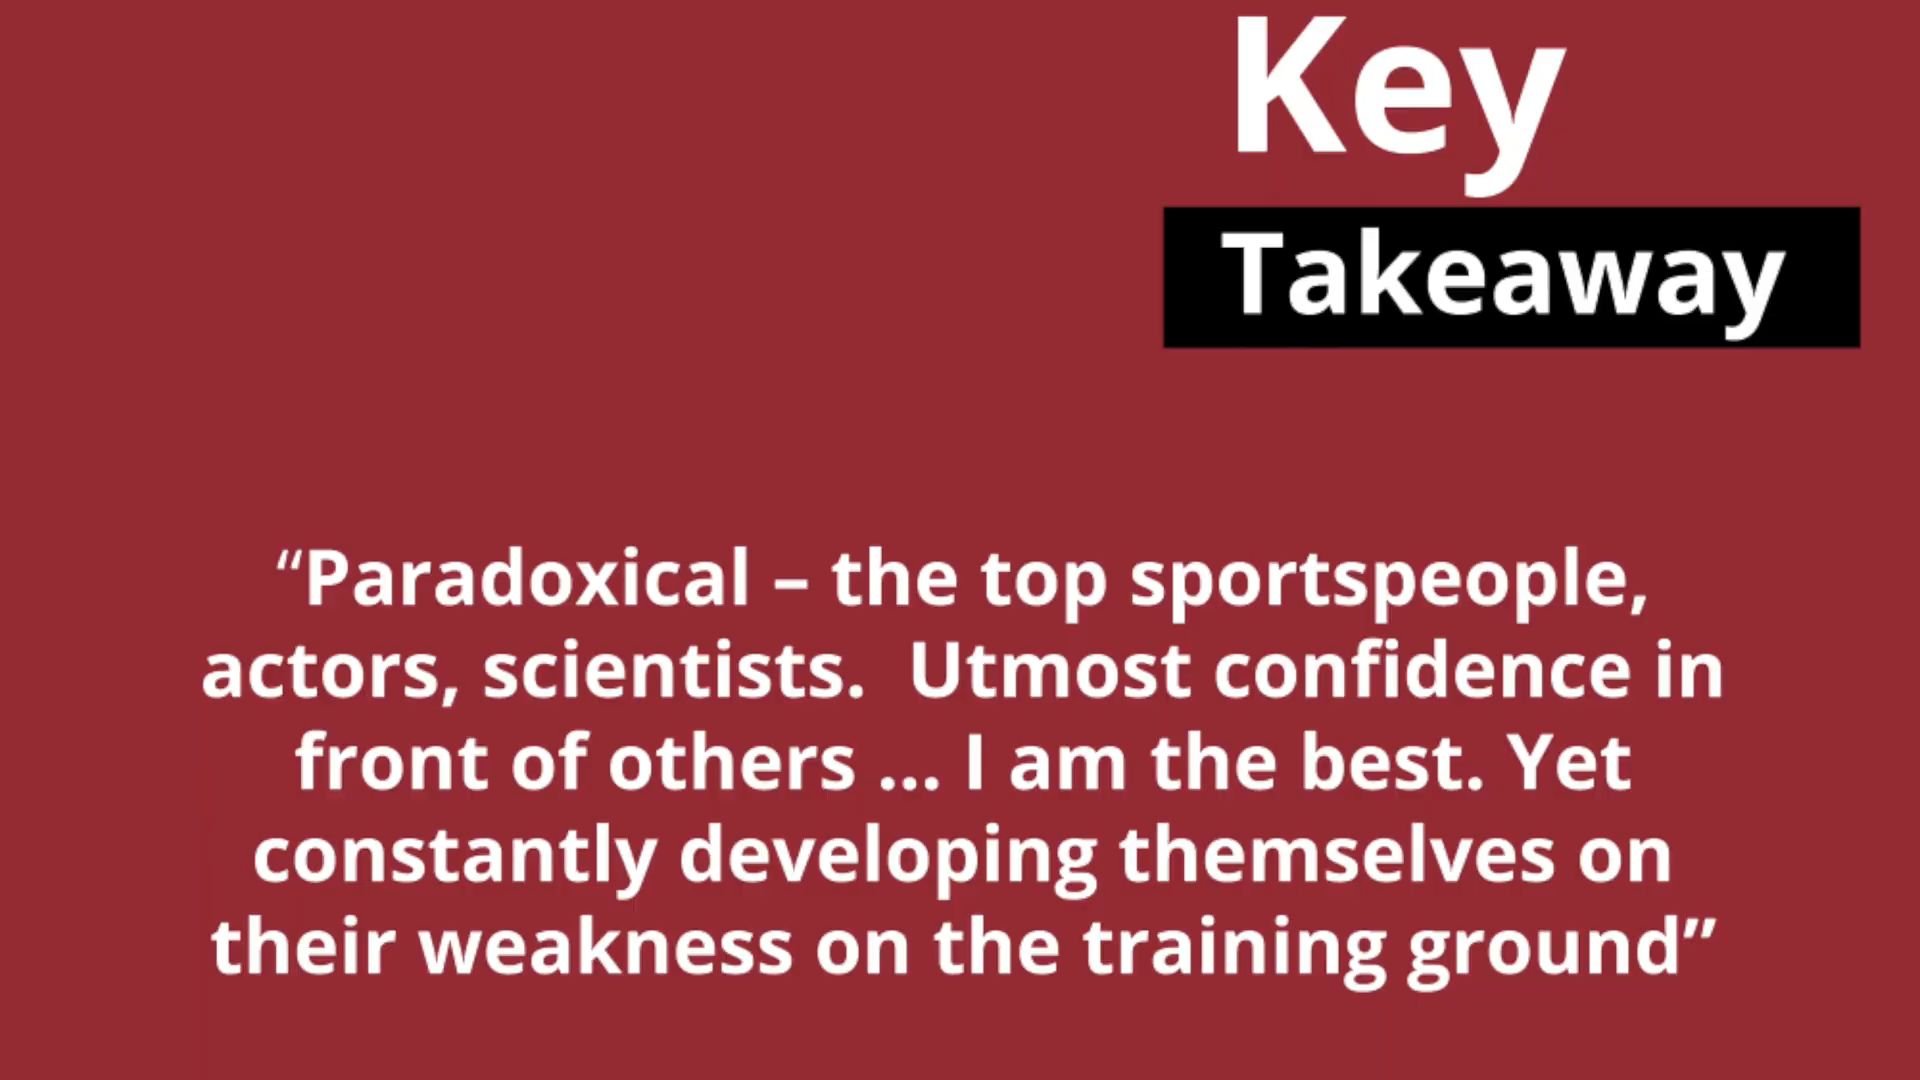 Key
Takeaway
“Paradoxical – the top sportspeople,
actors, scientists.  Utmost confidence in
front of others ... I am the best. Yet
constantly developing themselves on
their weakness on the training ground”